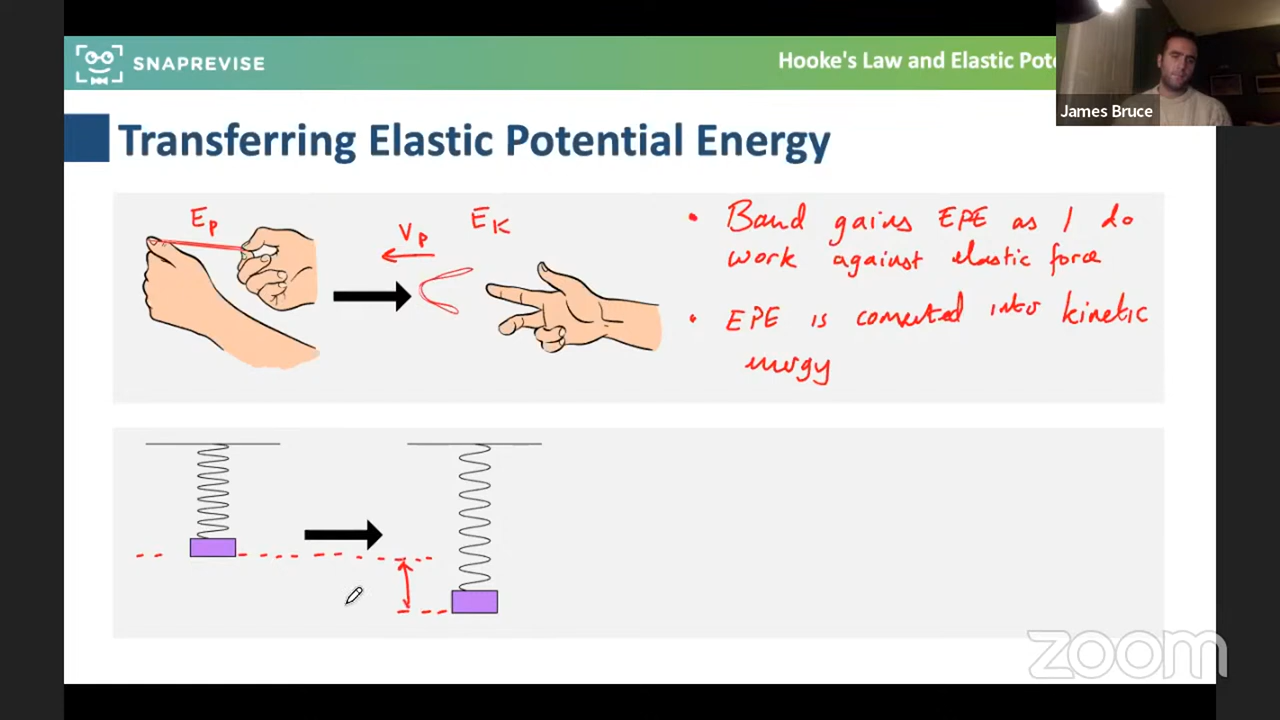 SNAPREVISE
Hooke's Law and Elastic Pote
James Bruce
Transferring Elastic Potential Energy
Ep
VP
EK
• Band gains EPE as I do
work against elastic force
• EPE is converted into kinetic
energy
zoom